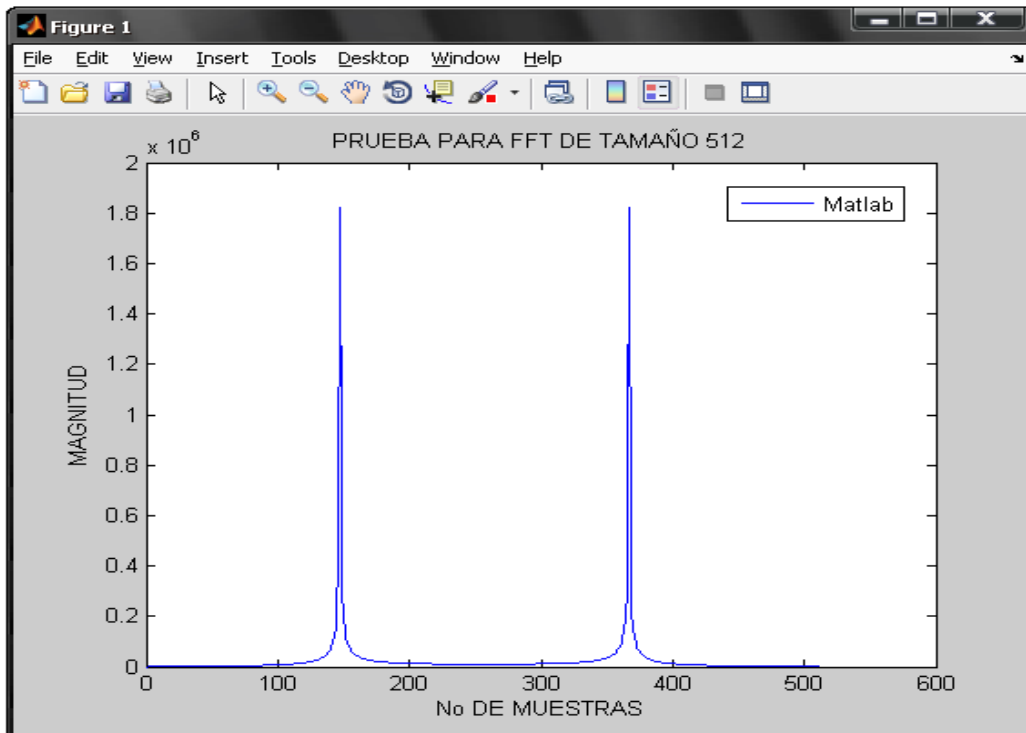 Figure 1
File Edit View Insert Tools Desktop Window Help
x 10^6
PRUEBA PARA FFT DE TAMAÑO 512
Matlab
2
1.8
1.6
1.4
1.2
1
0.8
0.6
0.4
0.2
0
MAGNITUD
0 100 200 300 400 500 600
No DE MUESTRAS